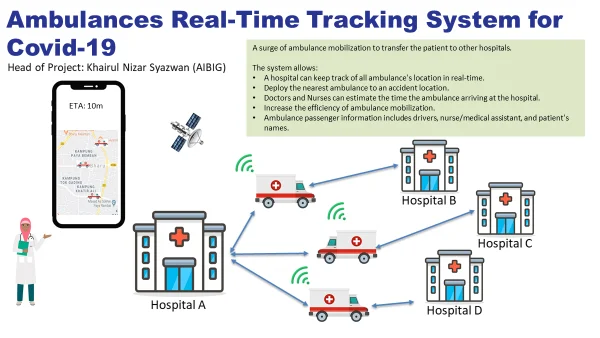 Ambulances Real-Time Tracking System for
Covid-19
Head of Project: Khairul Nizar Syazwan (AIBIG)
A surge of ambulance mobilization to transfer the patient to other hospitals.
The system allows:
• A hospital can keep track of all ambulance's location in real-time.
• Deploy the nearest ambulance to an accident location.
• Doctors and Nurses can estimate the time the ambulance arriving at the hospital.
• Increase the efficiency of ambulance mobilization.
• Ambulance passenger information includes drivers, nurse/medical assistant, and patient's
names.
ETA: 10m
KAMPUNG
KAMPUNG
KAMPUNG
Hospital A
Hospital B
Hospital C
Hospital D